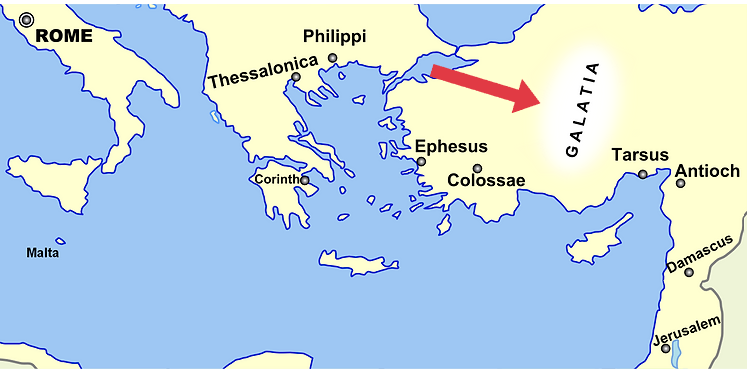 ROME
Philippi
Thessalonica
GALATIA
Ephesus
Tarsus
Antioch
Colossae
Corinth
Malta
Damascus
Jerusalem